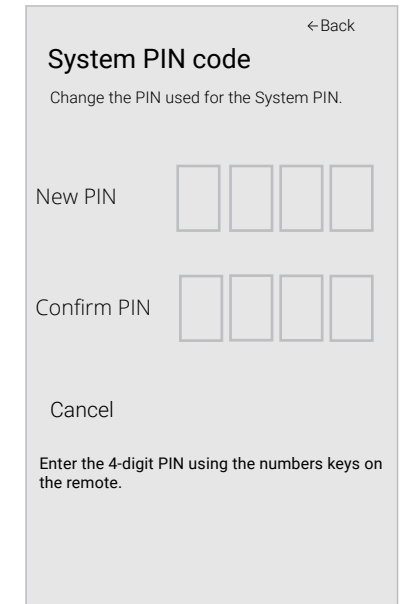 ←Back
System PIN code
Change the PIN used for the System PIN.
New PIN
Confirm PIN
Cancel
Enter the 4-digit PIN using the numbers keys on
the remote.